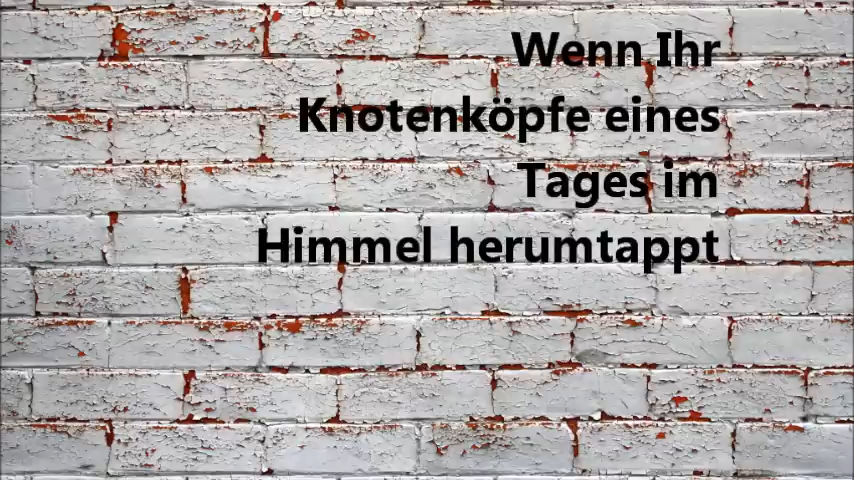 Wenn Ihr
Knotenköpfe eines
Tages im
Himmel herumtappt